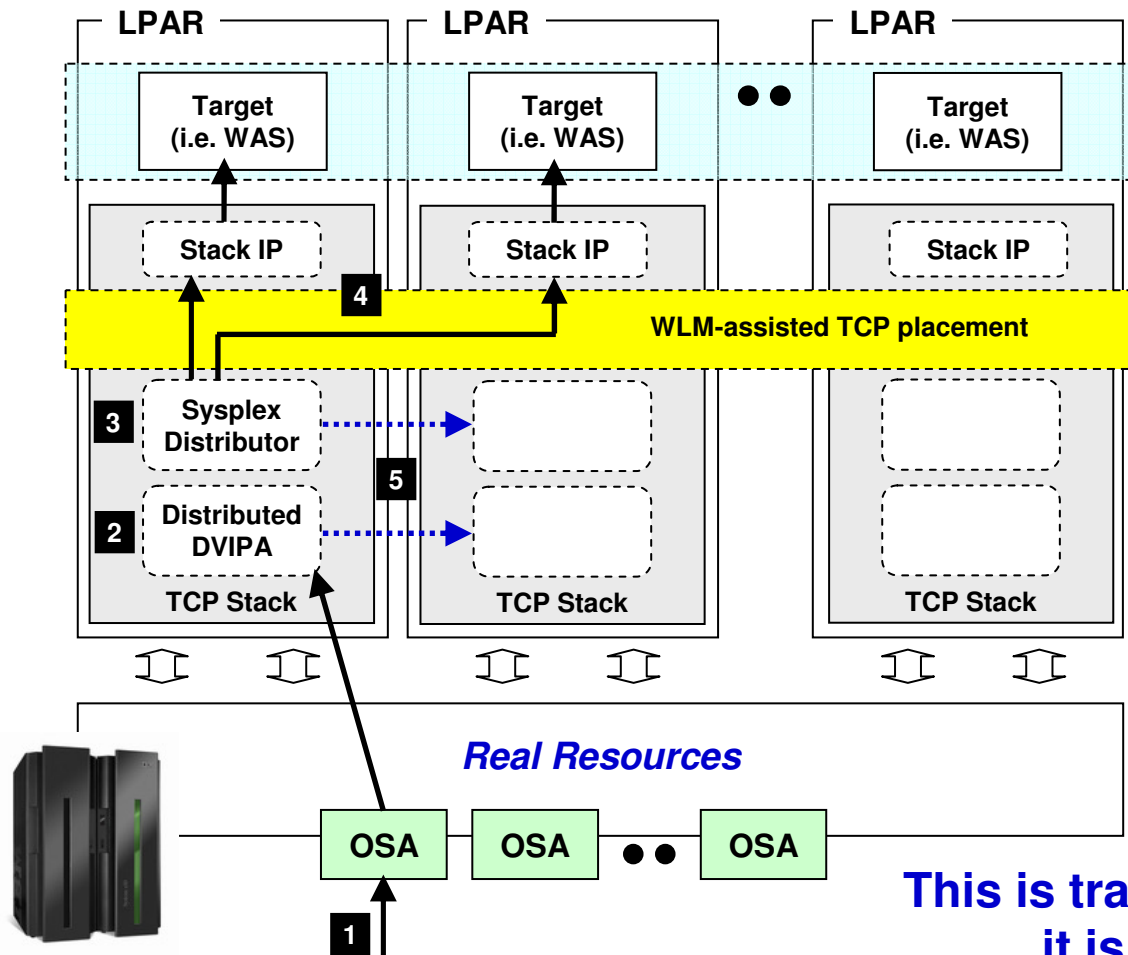 LPAR
LPAR
LPAR
Target
(i.e. WAS)
Target
(i.e. WAS)
Target
(i.e. WAS)
Stack IP
Stack IP
Stack IP
4
WLM-assisted TCP placement
3
Sysplex
Distributor
5
2
Distributed
DVIPA
TCP Stack
TCP Stack
TCP Stack
Real Resources
OSA
OSA
OSA
This is tra
it is
1